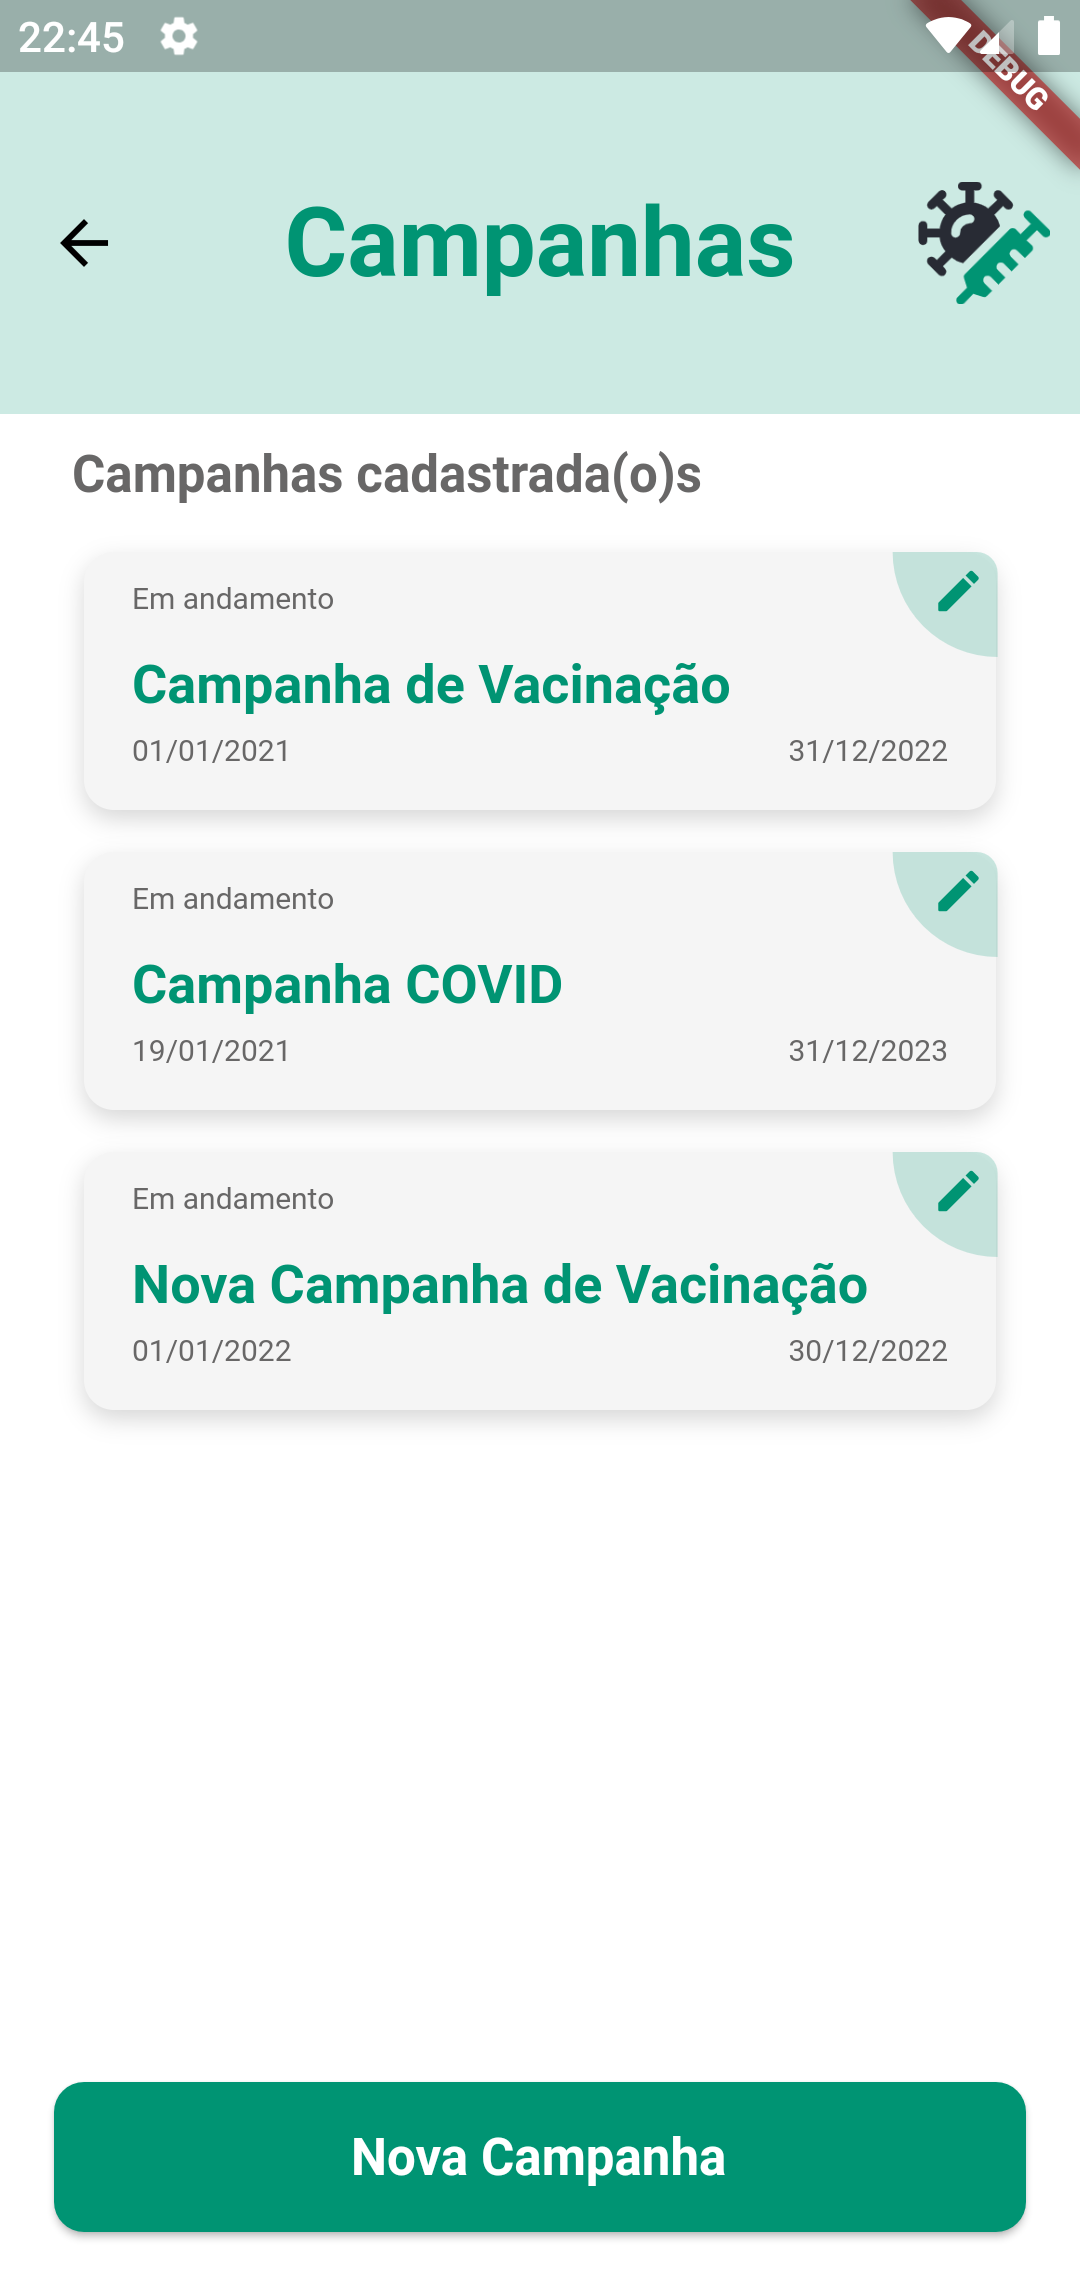 22:45
DEBUG
Campanhas
Campanhas cadastrada(o)s
Em andamento
Campanha de Vacinação
01/01/2021 31/12/2022
Em andamento
Campanha COVID
19/01/2021 31/12/2023
Em andamento
Nova Campanha de Vacinação
01/01/2022 30/12/2022
Nova Campanha